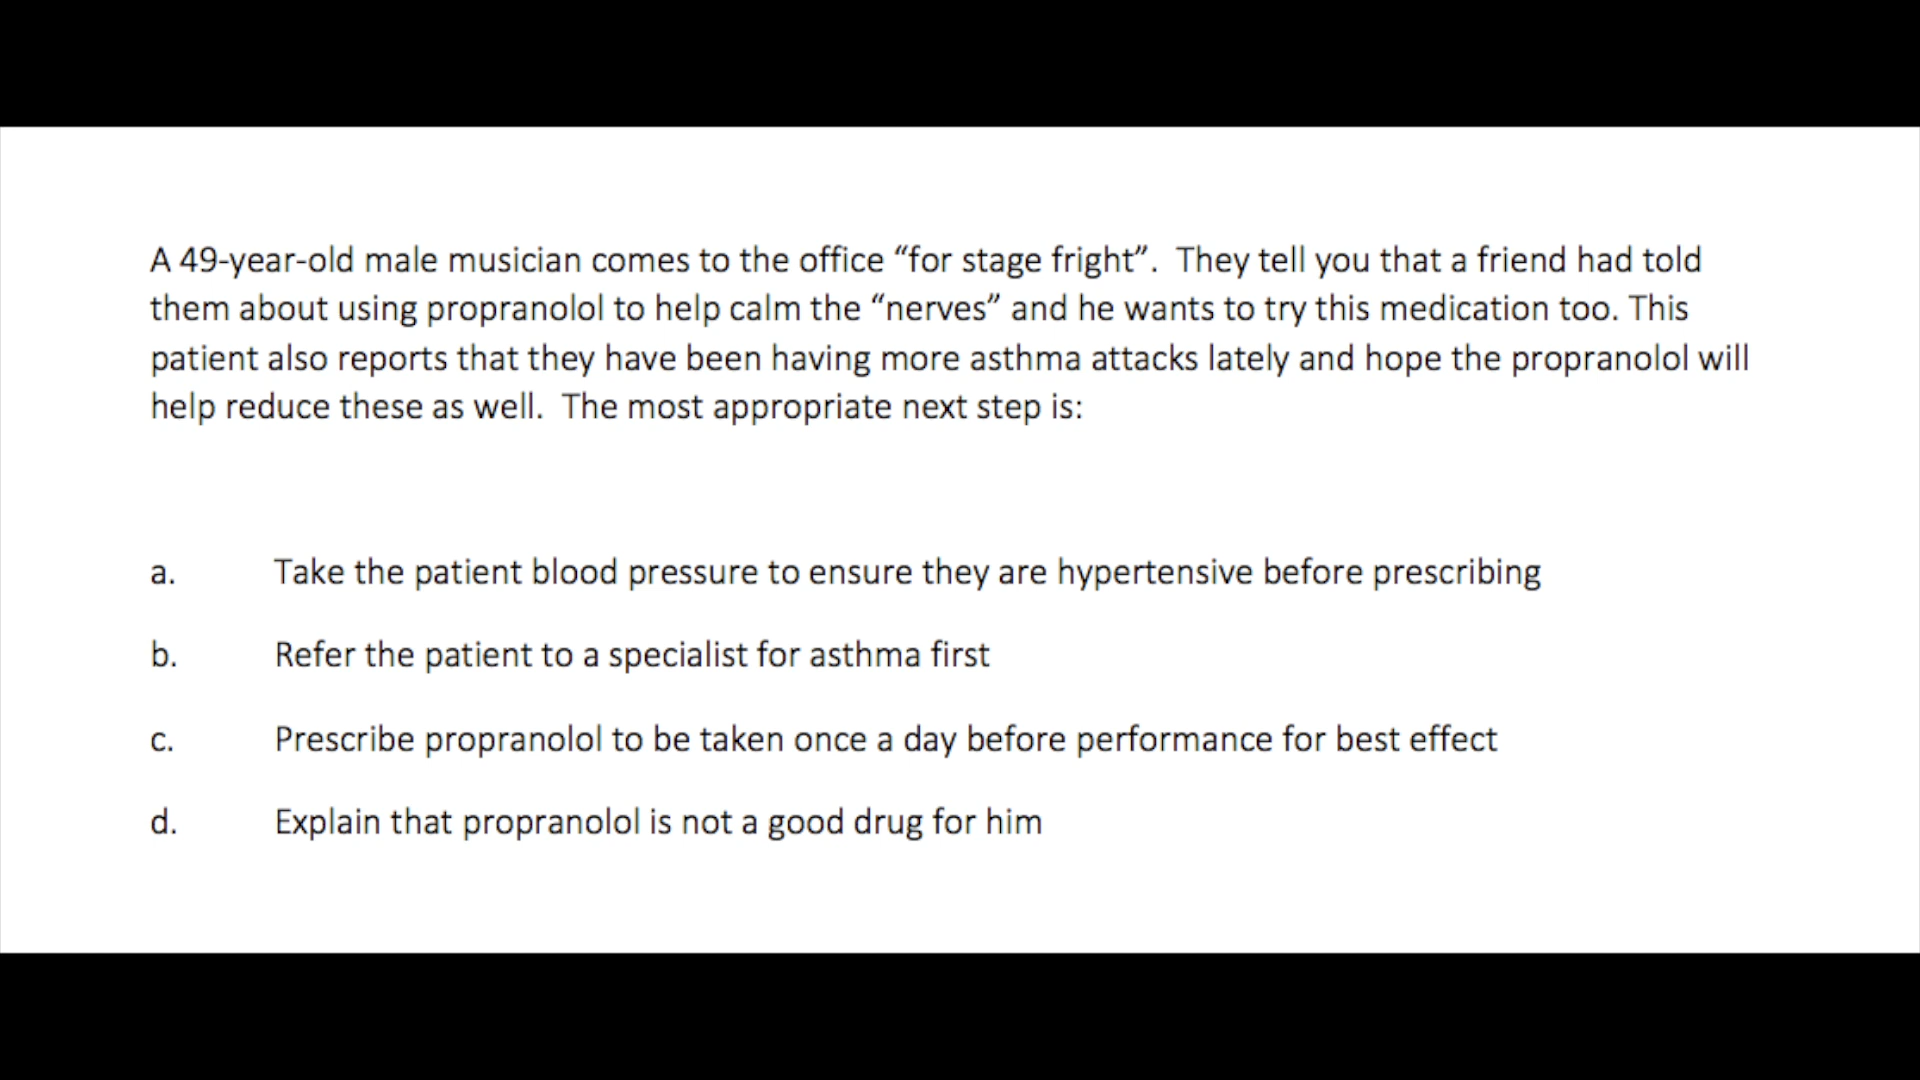 A 49-year-old male musician comes to the office “for stage fright”.  They tell you that a friend had told
them about using propranolol to help calm the “nerves” and he wants to try this medication too. This
patient also reports that they have been having more asthma attacks lately and hope the propranolol will
help reduce these as well.  The most appropriate next step is:
a. Take the patient blood pressure to ensure they are hypertensive before prescribing
b. Refer the patient to a specialist for asthma first
c. Prescribe propranolol to be taken once a day before performance for best effect
d. Explain that propranolol is not a good drug for him